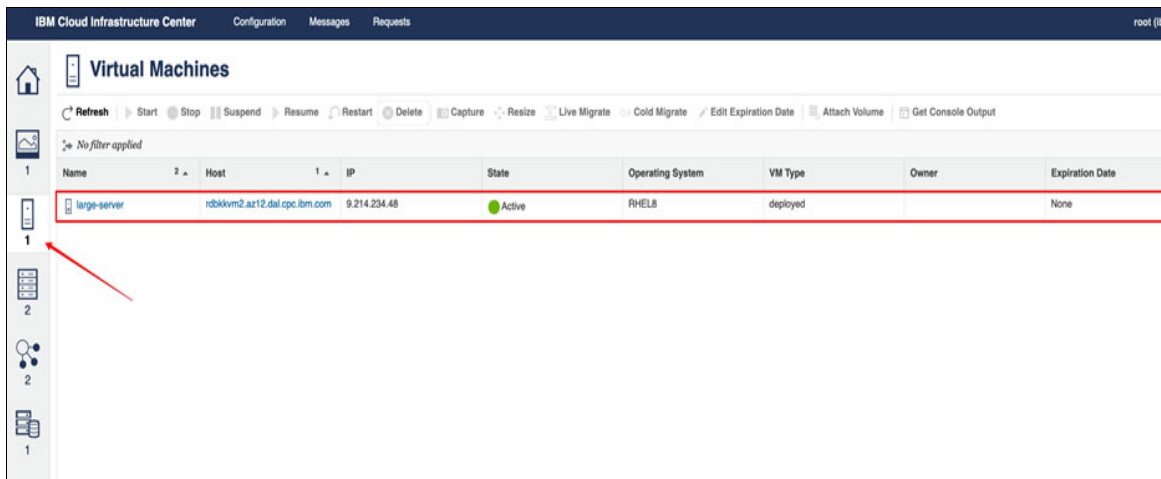 IBM Cloud Infrastructure Center Configuration Messages Requests root (i
Virtual Machines
Refresh Start Stop Suspend Resume Restart Delete Capture Resize Live Migrate Cold Migrate Edit Expiration Date Attach Volume Get Console Output
No filter applied
Name 2 Host 1 IP State Operating System VM Type Owner Expiration Date
large-server rdbkkvm2.az12.dal.cpc.ibm.com 9.214.234.48 Active RHEL8 deployed None
1
1
2
2
1